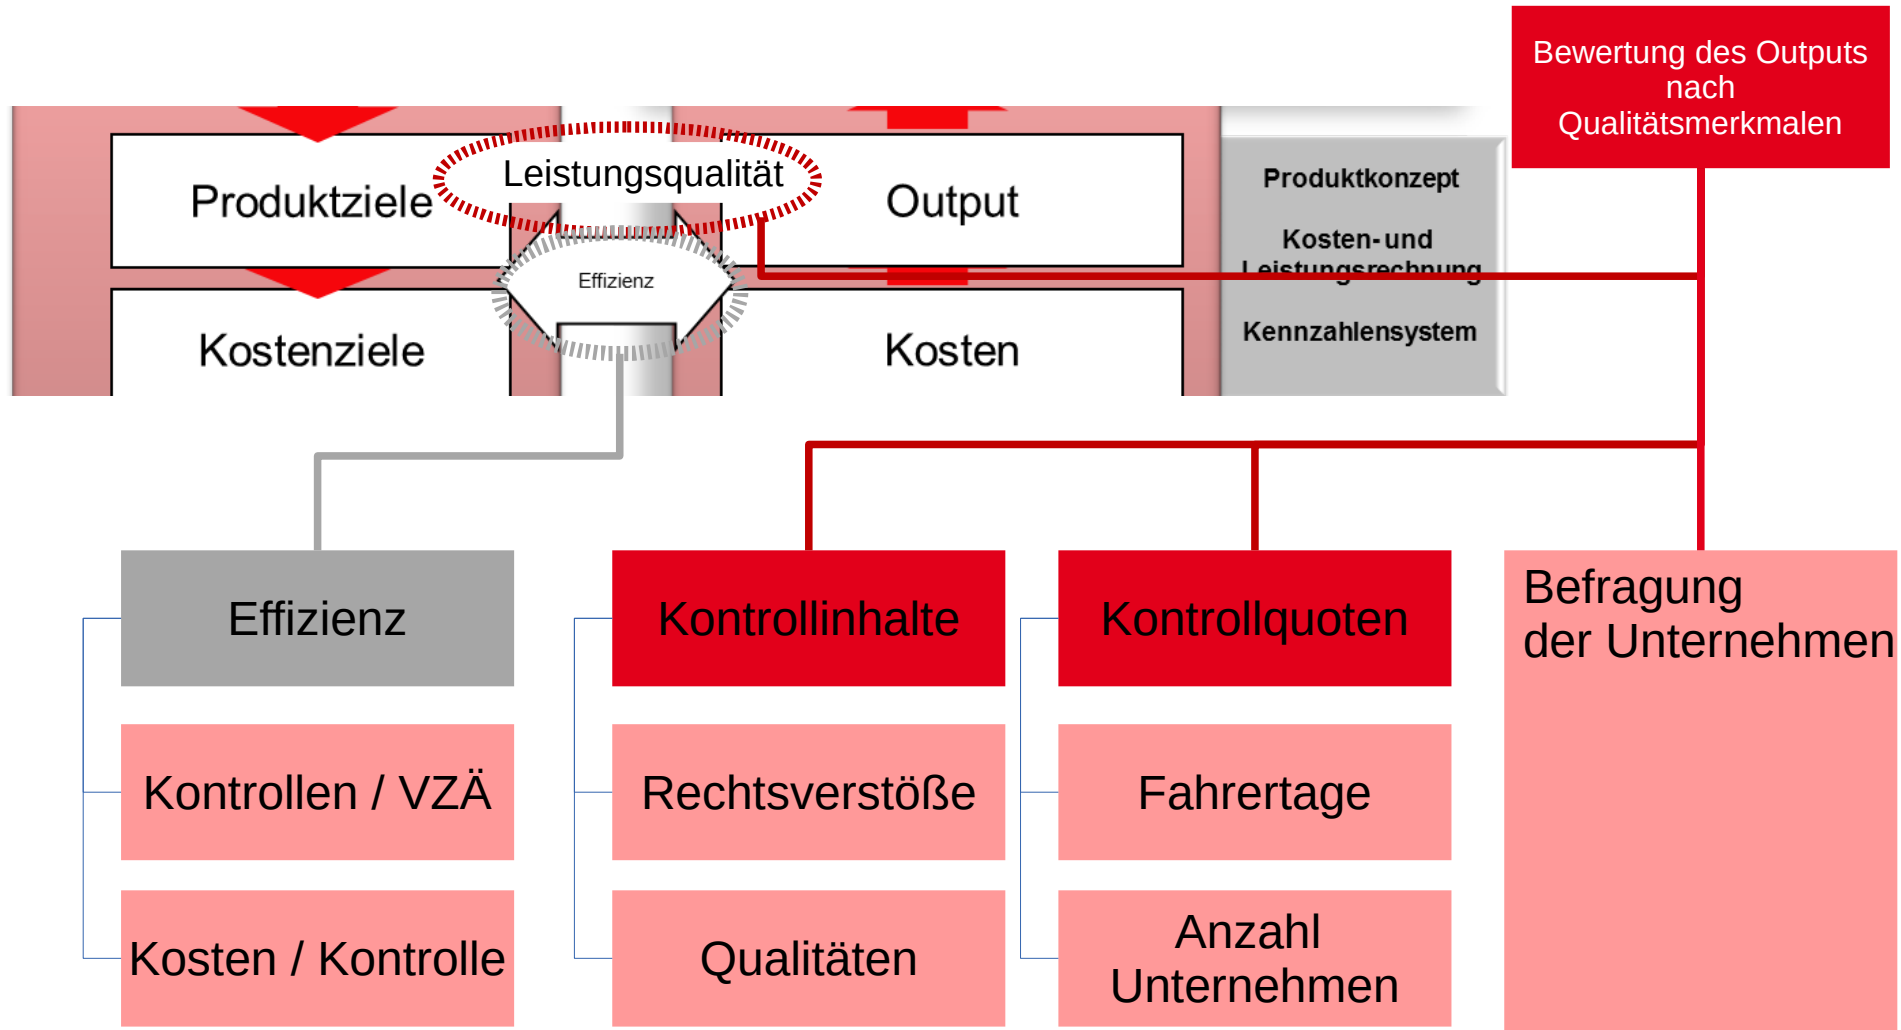 Bewertung des Outputs
nach
Qualitätsmerkmalen
Leistungsqualität
Produktziele
Output
Effizienz
Kostenziele
Kosten
Produktkonzept
Kosten- und
Leistungsrechnung
Kennzahlensystem
Effizienz
Kontrollen / VZÄ
Kosten / Kontrolle
Kontrollinhalte
Rechtsverstöße
Qualitäten
Kontrollquoten
Fahrertage
Anzahl
Unternehmen
Befragung
der Unternehmen